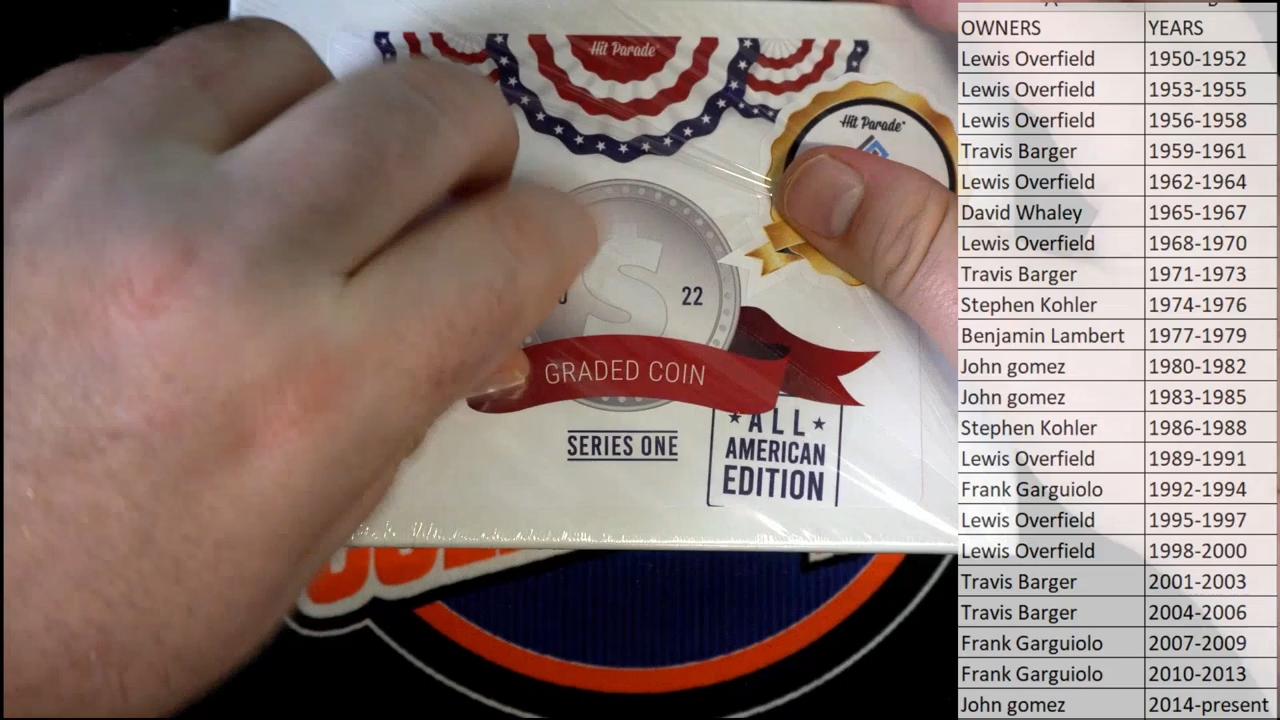 Hit Parade
Hit Parade
22
GRADED COIN
SERIES ONE
★ALL★
AMERICAN
EDITION
OWNERS YEARS
Lewis Overfield 1950-1952
Lewis Overfield 1953-1955
Lewis Overfield 1956-1958
Travis Barger 1959-1961
Lewis Overfield 1962-1964
David Whaley 1965-1967
Lewis Overfield 1968-1970
Travis Barger 1971-1973
Stephen Kohler 1974-1976
Benjamin Lambert 1977-1979
John gomez 1980-1982
John gomez 1983-1985
Stephen Kohler 1986-1988
Lewis Overfield 1989-1991
Frank Garguiolo 1992-1994
Lewis Overfield 1995-1997
Lewis Overfield 1998-2000
Travis Barger 2001-2003
Travis Barger 2004-2006
Frank Garguiolo 2007-2009
Frank Garguiolo 2010-2013
John gomez 2014-present